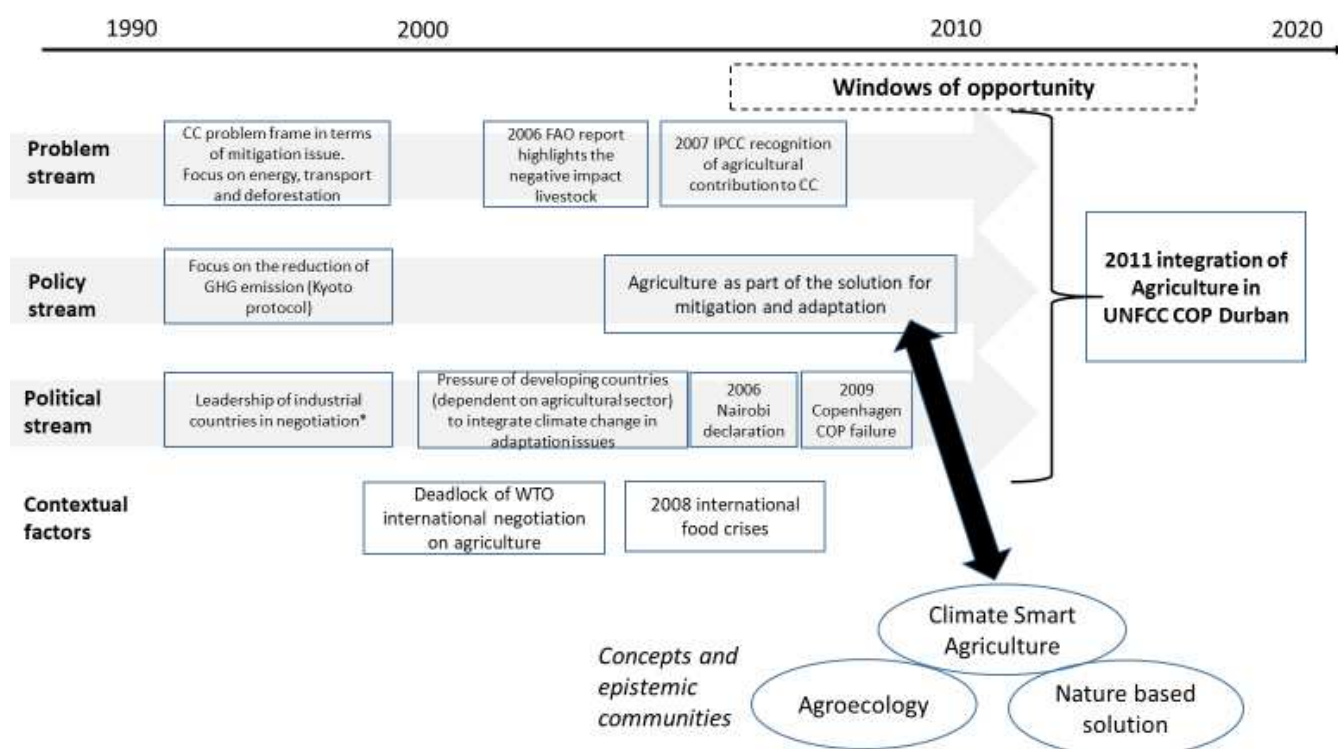 1990 2000 2010 2020
Windows of opportunity
Problem
stream
CC problem frame in terms
of mitigation issue.
Focus on energy, transport
and deforestation
2006 FAO report
highlights the
negative impact
livestock
2007 IPCC recognition
of agricultural
contribution to CC
Policy
stream
Focus on the reduction of
GHG emission (Kyoto
protocol)
Agriculture as part of the solution for
mitigation and adaptation
2011 integration of
Agriculture in
UNFCC COP Durban
Political
stream
Leadership of industrial
countries in negotiation*
Pressure of developing countries
(dependent on agricultural sector)
to integrate climate change in
adaptation issues
2006
Nairobi
declaration
2009
Copenhagen
COP failure
Contextual
factors
Deadlock of WTO
international negotiation
on agriculture
2008 international
food crises
Concepts and
epistemic
communities
Climate Smart
Agriculture
Agroecology
Nature based
solution